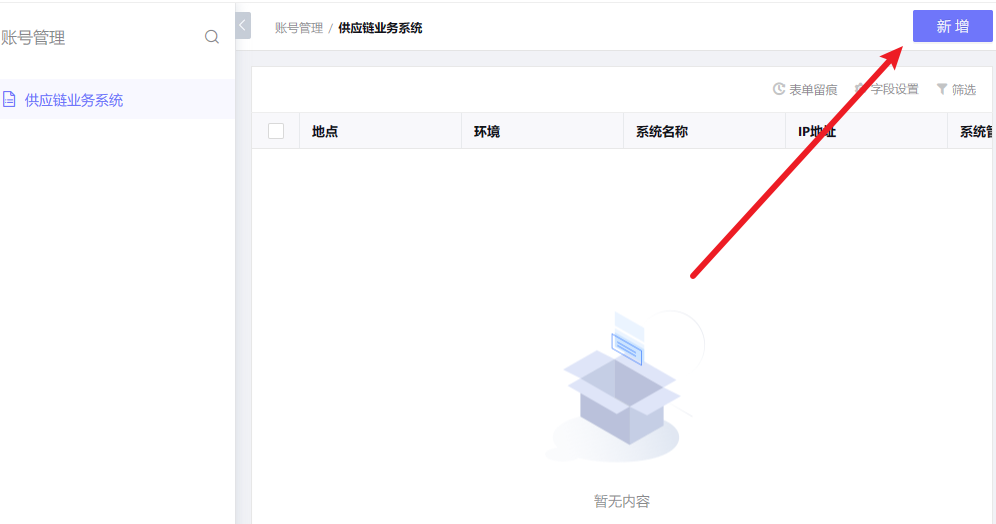 账号管理
供应链业务系统
账号管理 / 供应链业务系统
新 增
表单留痕 字段设置 筛选
地点 环境 系统名称 IP地址 系统
暂无内容